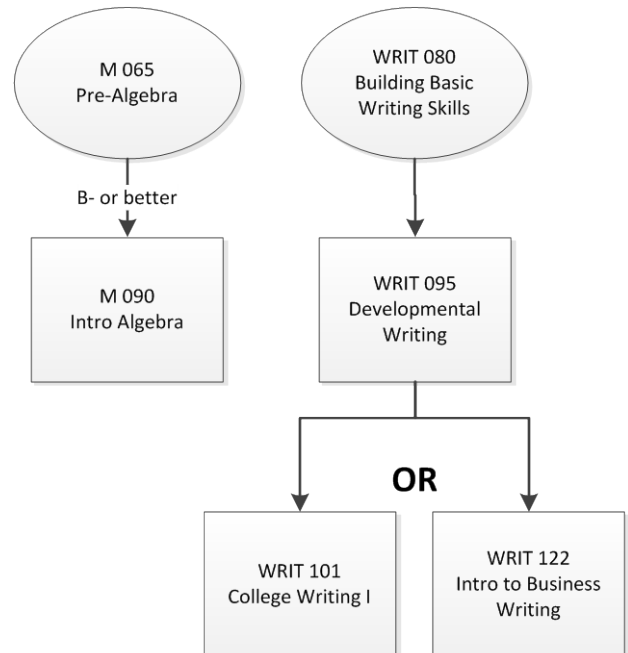 M 065
Pre-Algebra
WRIT 080
Building Basic
Writing Skills
B- or better
M 090
Intro Algebra
WRIT 095
Developmental
Writing
OR
WRIT 101
College Writing I
WRIT 122
Intro to Business
Writing